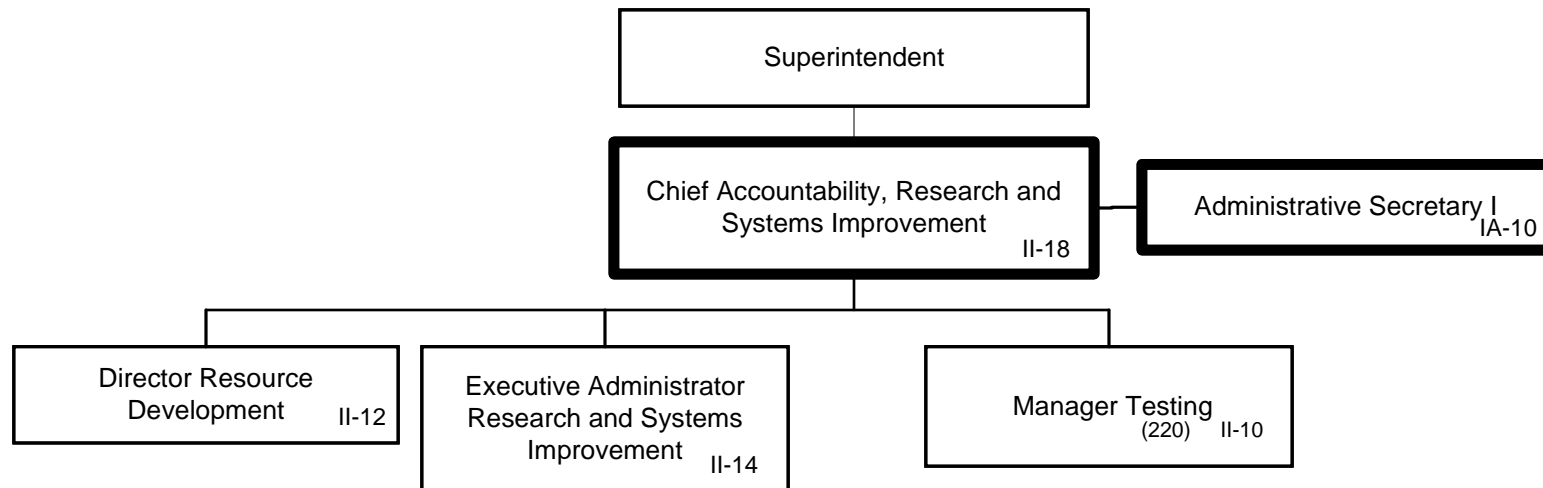 Superintendent
Chief Accountability, Research and
Systems Improvement
II-18
Administrative Secretary I
IA-10
Director Resource
Development
II-12
Executive Administrator
Research and Systems
Improvement
II-14
Manager Testing
(220) II-10